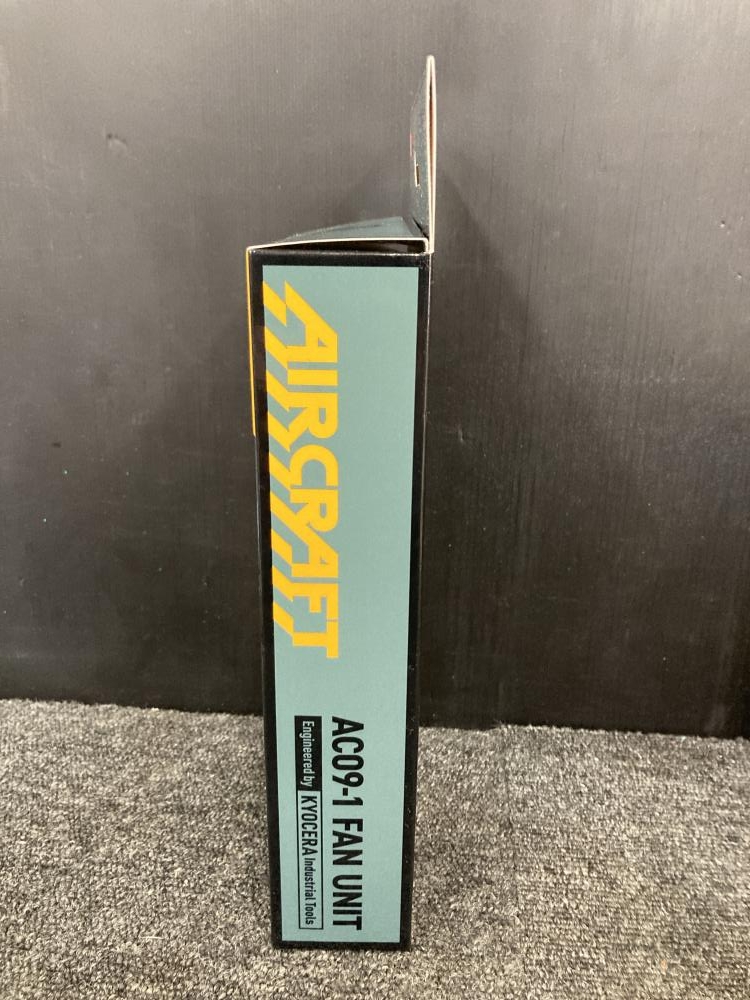 AIRCRAFT
AC09-1 FAN UNIT
Engineered by KYOCERA Industrial Tools